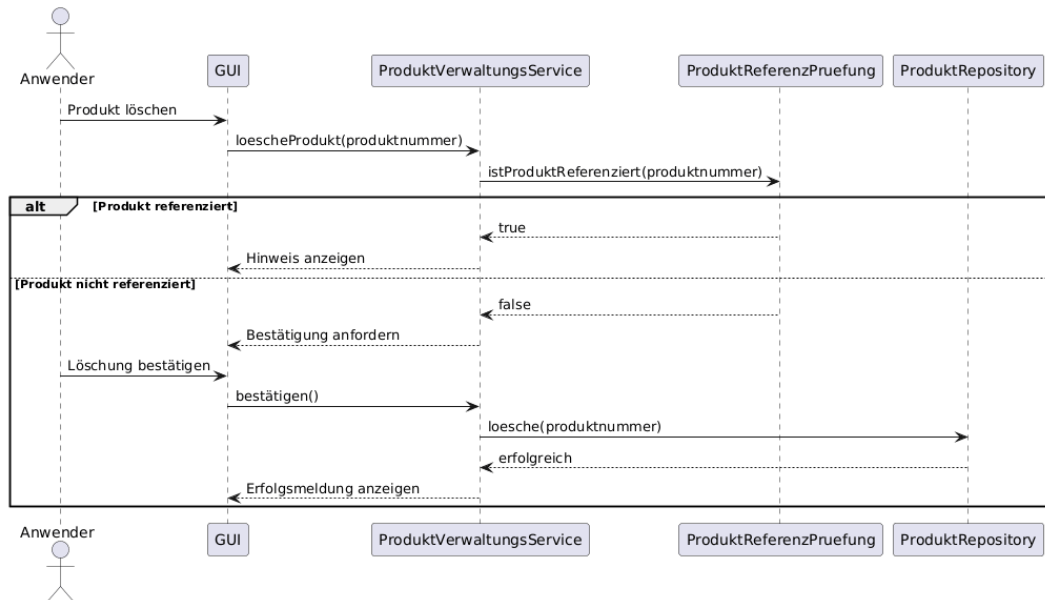 Anwender
GUI
ProduktVerwaltungsService
ProduktReferenzPruefung
ProduktRepository
Produkt löschen
loescheProdukt(produktnummer)
istProduktReferenziert(produktnummer)
alt
[Produkt referenziert]
true
Hinweis anzeigen
[Produkt nicht referenziert]
false
Bestätigung anfordern
Löschung bestätigen
bestätigen()
loesche(produktnummer)
erfolgreich
Erfolgsmeldung anzeigen
Anwender
GUI
ProduktVerwaltungsService
ProduktReferenzPruefung
ProduktRepository